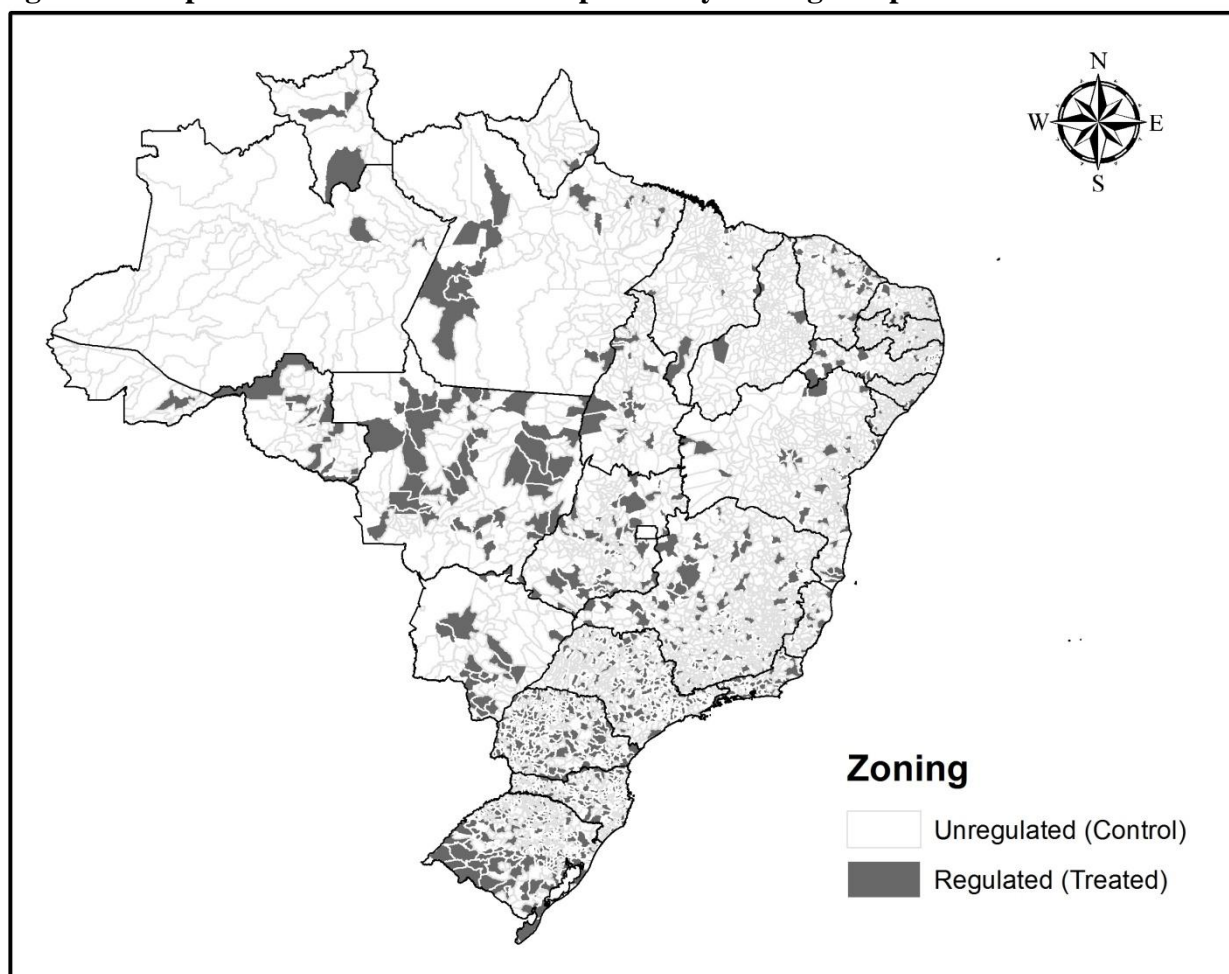 N
W E
S
Zoning
Unregulated (Control)
Regulated (Treated)